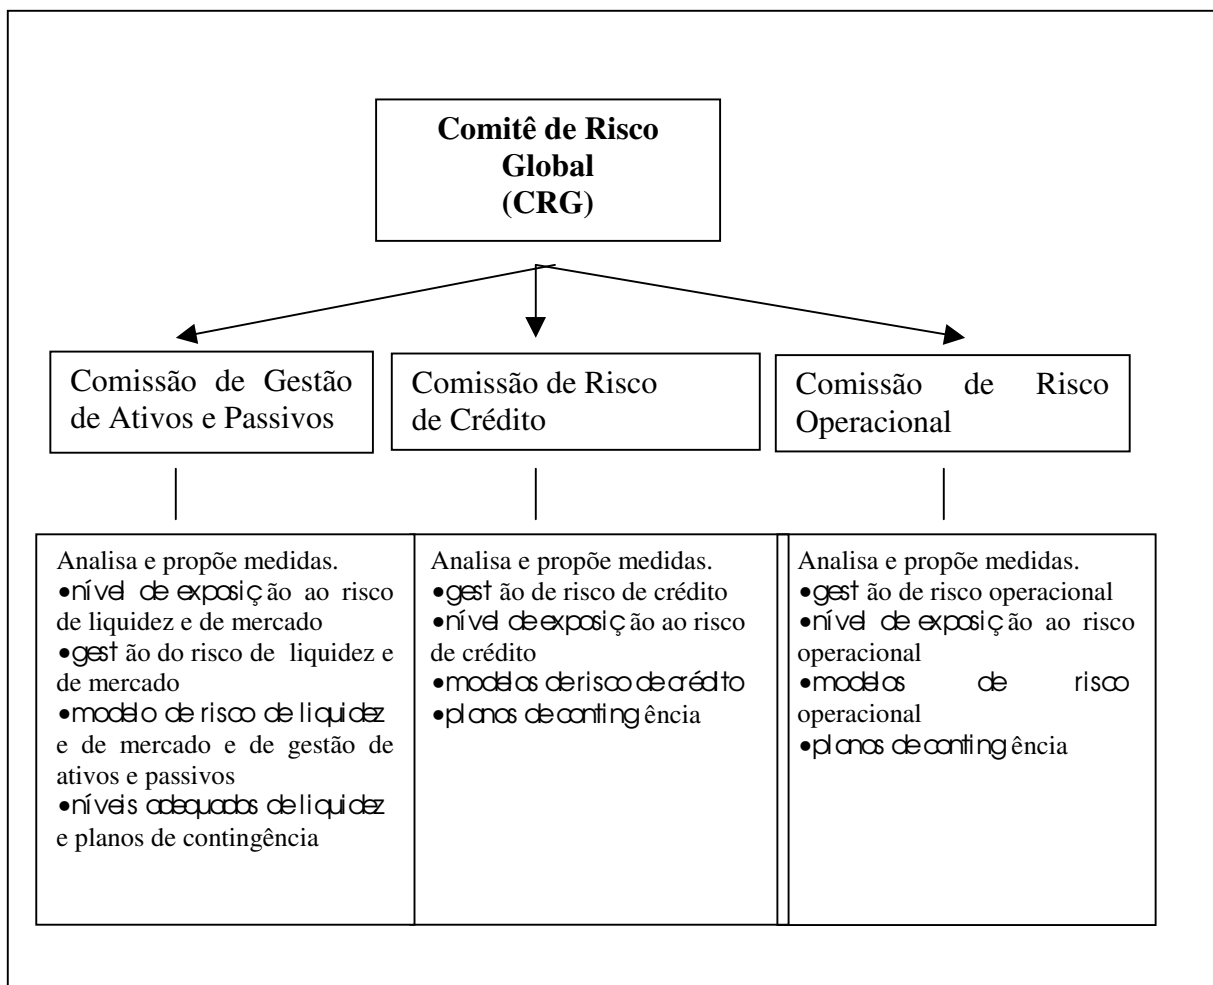 Comitê de Risco
Global
(CRG)
Comissão de Gestão
de Ativos e Passivos
Comissão de Risco
de Crédito
Comissão de Risco
Operacional
Analisa e propõe medidas.
•nível de exposição ao risco
de liquidez e de mercado
•gestão do risco de liquidez e
de mercado
•modelo de risco de liquidez
e de mercado e de gestão de
ativos e passivos
•níveis adequados de liquidez
e planos de contingência
Analisa e propõe medidas.
•gestão de risco de crédito
•nível de exposição ao risco
de crédito
•modelos de risco de crédito
•planos de contingência
Analisa e propõe medidas.
•gestão de risco operacional
•nível de exposição ao risco
operacional
•modelos de risco
operacional
•planos de contingência